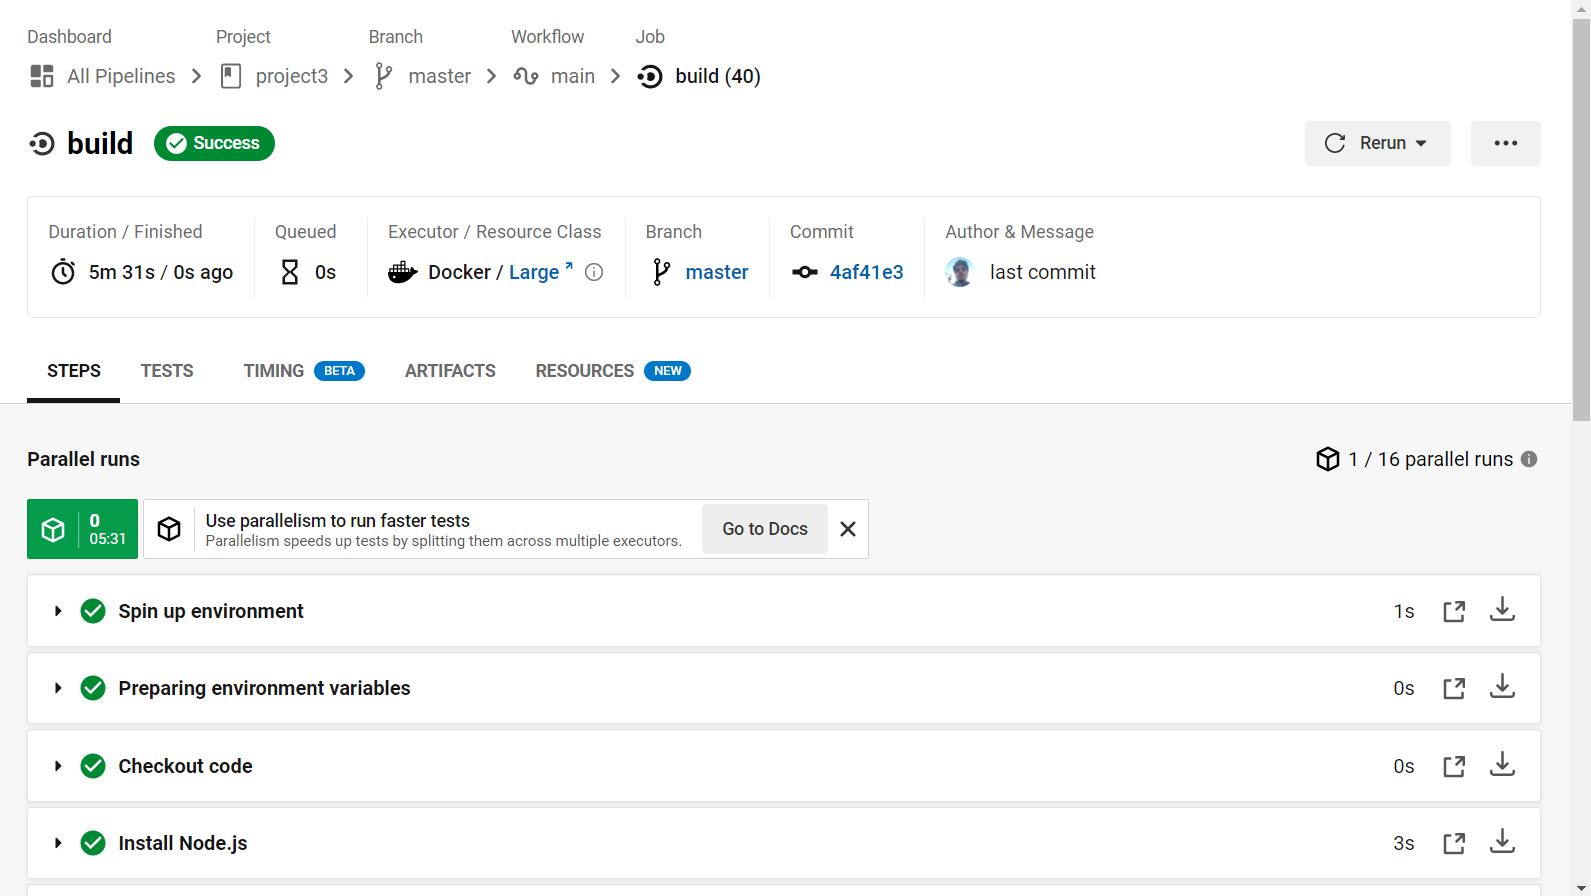 Dashboard Project Branch Workflow Job
All Pipelines project3 master main build (40)
build Success Rerun
Duration / Finished Queued Executor / Resource Class Branch Commit Author & Message
5m 31s / 0s ago 0s Docker / Large master 4af41e3 last commit
STEPS TESTS TIMING BETA ARTIFACTS RESOURCES NEW
Parallel runs 1 / 16 parallel runs
0
05:31
Use parallelism to run faster tests
Parallelism speeds up tests by splitting them across multiple executors.
Go to Docs
Spin up environment 1s
Preparing environment variables 0s
Checkout code 0s
Install Node.js 3s